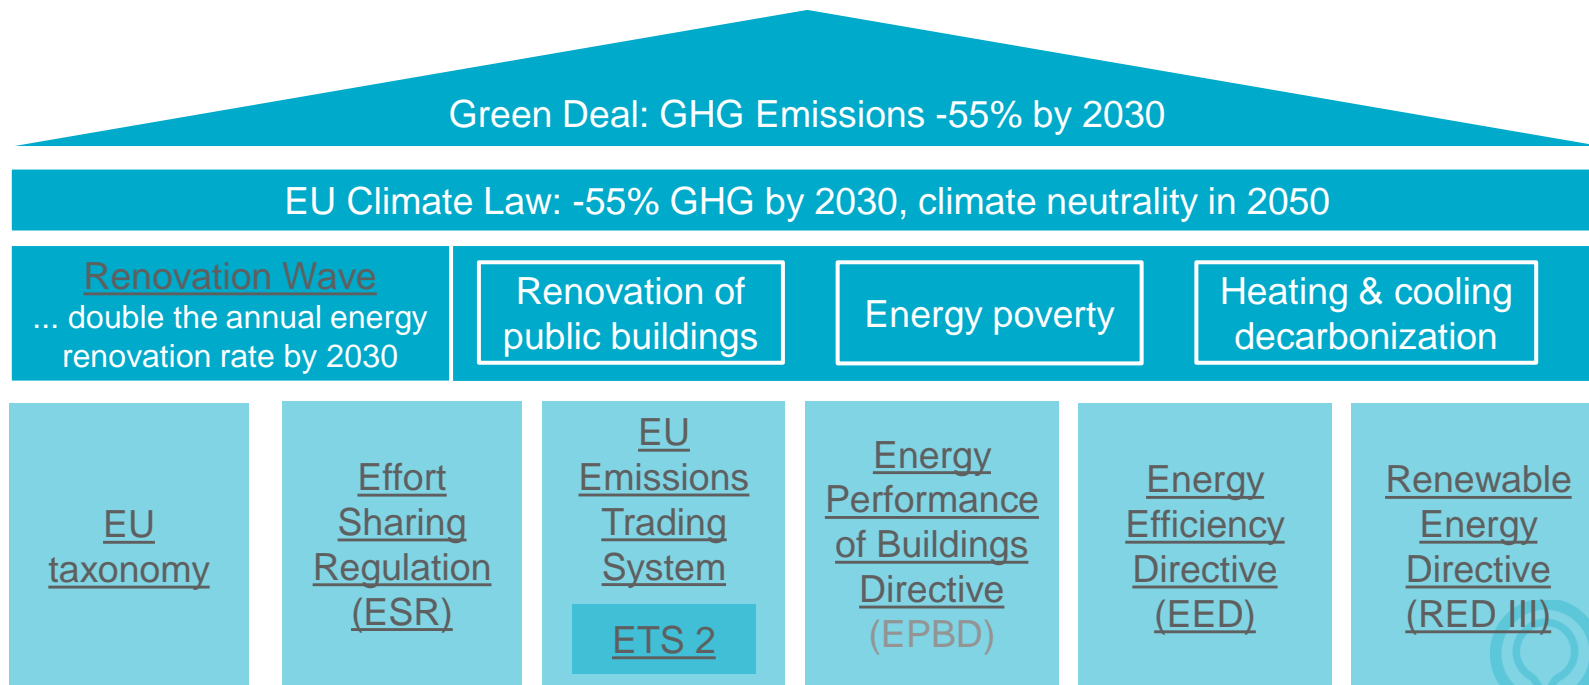 Green Deal: GHG Emissions -55% by 2030
EU Climate Law: -55% GHG by 2030, climate neutrality in 2050
Renovation Wave
... double the annual energy
renovation rate by 2030
Renovation of
public buildings
Energy poverty
Heating & cooling
decarbonization
EU
taxonomy
Effort
Sharing
Regulation
(ESR)
EU
Emissions
Trading
System
ETS 2
Energy
Performance
of Buildings
Directive
(EPBD)
Energy
Efficiency
Directive
(EED)
Renewable
Energy
Directive
(RED III)